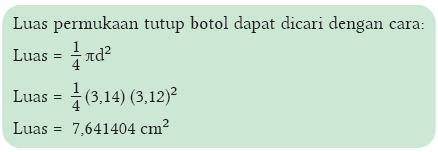 Luas permukaan tutup botol dapat dicari dengan cara:
Luas = 1/4 πd²
Luas = 1/4 (3,14) (3,12)²
Luas = 7,641404 cm²